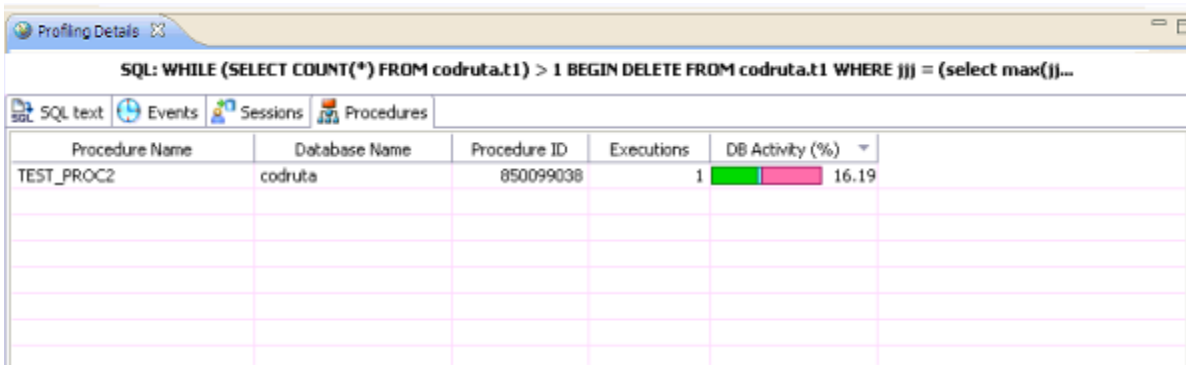 Profiling Details
SQL: WHILE (SELECT COUNT(*) FROM codruta.t1) > 1 BEGIN DELETE FROM codruta.t1 WHERE jjj = (select max(jj...
SQL text Events Sessions Procedures
Procedure Name Database Name Procedure ID Executions DB Activity (%)
TEST_PROC2 codruta 850099038 1 16.19